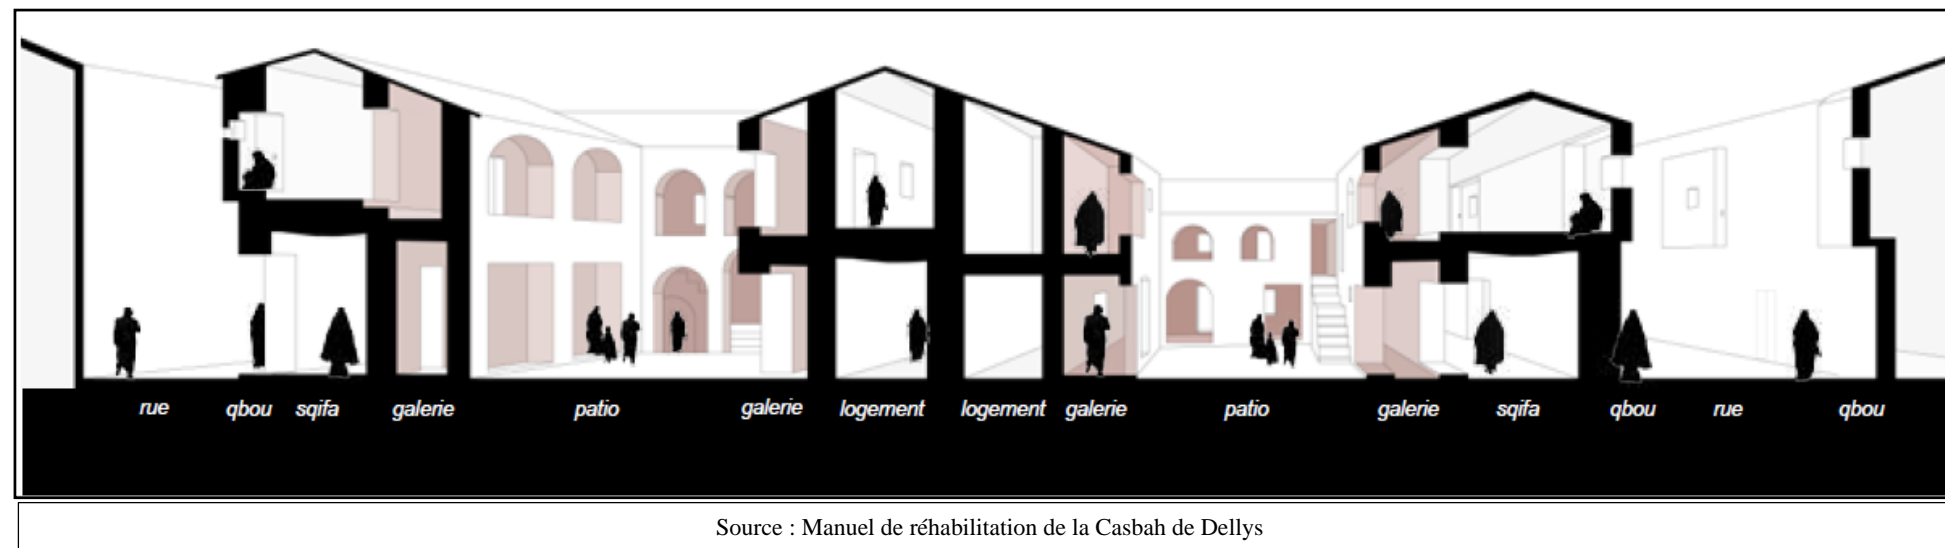 rue qbou sqifa galerie patio galerie logement logement galerie patio galerie sqifa qbou rue qbou
Source : Manuel de réhabilitation de la Casbah de Dellys